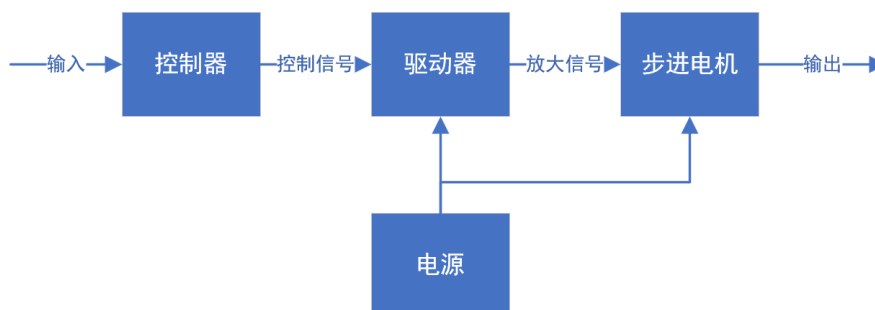 输入
控制器
控制信号
驱动器
放大信号
步进电机
输出
电源